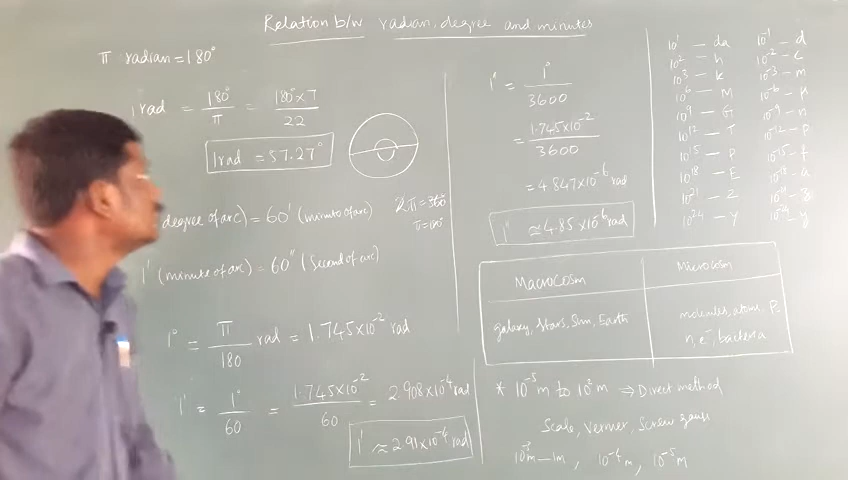 Relation b/w radian, degree and minutes
π radian = 180°
1 rad = 180° / π = 180° × 7 / 22
1 rad = 57.27°
degree of arc) = 60' (minute of arc)
2π = 360°
π = 180°
1' (minute of arc) = 60" (Second of arc)
1° = π / 180 rad = 1.745×10⁻² rad
1' = 1° / 60 = 1.745×10⁻² / 60 = 2.908×10⁻⁴ rad
1' ≈ 2.91×10⁻⁴ rad
1" = 1° / 3600
= 1.745×10⁻² / 3600
= 4.847×10⁻⁶ rad
1" ≈ 4.85×10⁻⁶ rad
10¹ — da 10⁻¹ — d
10² — h 10⁻² — c
10³ — k 10⁻³ — m
10⁶ — M 10⁻⁶ — μ
10⁹ — G 10⁻⁹ — n
10¹² — T 10⁻¹² — p
10¹⁵ — P 10⁻¹⁵ — f
10¹⁸ — E 10⁻¹⁸ — a
10²¹ — Z 10⁻²¹ — z
10²⁴ — Y 10⁻²⁴ — y
Macrocosm Microcosm
galaxy, Stars, Sun, Earth molecules, atoms, P,
n, e⁻, bacteria
* 10⁻⁵ m to 10² m ⇒ Direct method
Scale, Vernier, Screw gauge
10⁻³m — 1m, 10⁻⁴ m, 10⁻⁵ m